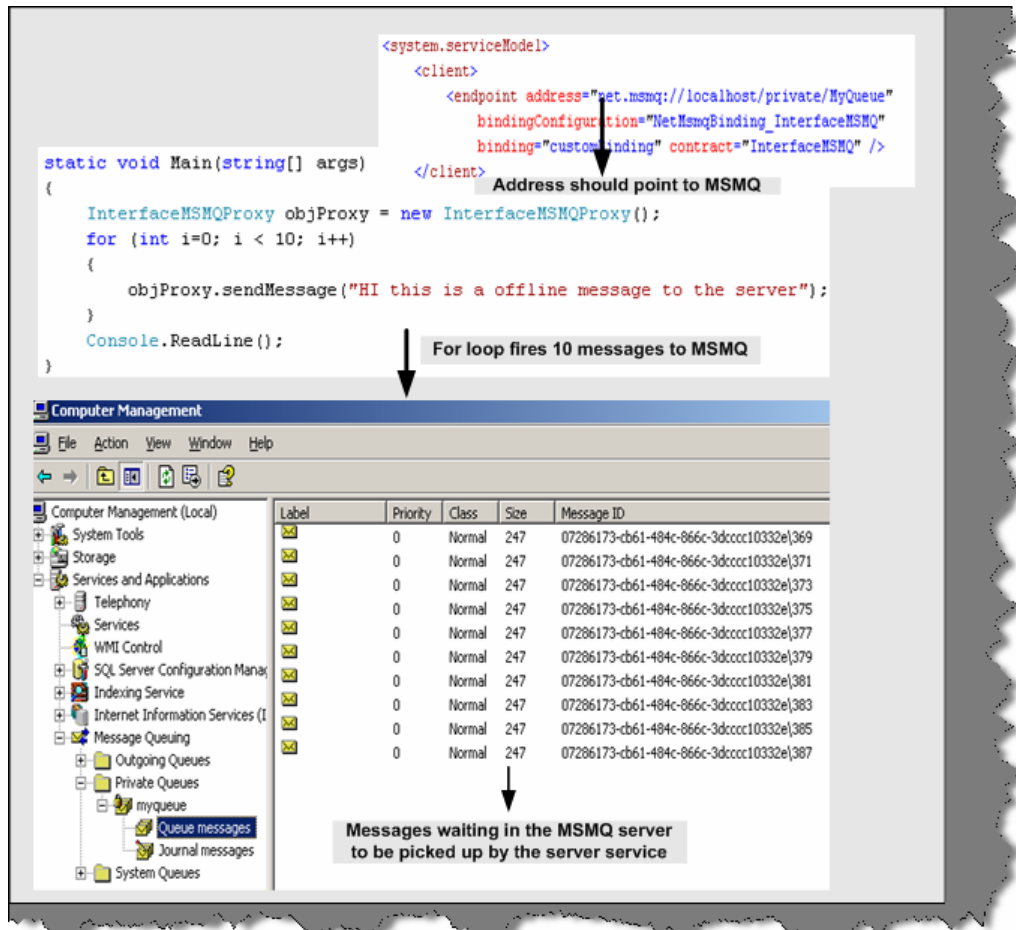 <system.serviceModel>
<client>
<endpoint address="net.msmq://localhost/private/MyQueue"
bindingConfiguration="NetMsmqBinding_InterfaceMSMQ"
binding="customBinding" contract="InterfaceMSMQ" />
</client>
Address should point to MSMQ
static void Main(string[] args)
{
InterfaceMSMQProxy objProxy = new InterfaceMSMQProxy();
for (int i=0; i < 10; i++)
{
objProxy.sendMessage("HI this is a offline message to the server");
}
Console.ReadLine();
}
For loop fires 10 messages to MSMQ
Computer Management
File Action View Window Help
Computer Management (Local)
System Tools
Storage
Services and Applications
Telephony
Services
WMI Control
SQL Server Configuration Manag
Indexing Service
Internet Information Services (I
Message Queuing
Outgoing Queues
Private Queues
myqueue
Queue messages
Journal messages
System Queues
Label Priority Class Size Message ID
0 Normal 247 07286173-cb61-484c-866c-3dcccc10332e\369
0 Normal 247 07286173-cb61-484c-866c-3dcccc10332e\371
0 Normal 247 07286173-cb61-484c-866c-3dcccc10332e\373
0 Normal 247 07286173-cb61-484c-866c-3dcccc10332e\375
0 Normal 247 07286173-cb61-484c-866c-3dcccc10332e\377
0 Normal 247 07286173-cb61-484c-866c-3dcccc10332e\379
0 Normal 247 07286173-cb61-484c-866c-3dcccc10332e\381
0 Normal 247 07286173-cb61-484c-866c-3dcccc10332e\383
0 Normal 247 07286173-cb61-484c-866c-3dcccc10332e\385
0 Normal 247 07286173-cb61-484c-866c-3dcccc10332e\387
Messages waiting in the MSMQ server
to be picked up by the server service